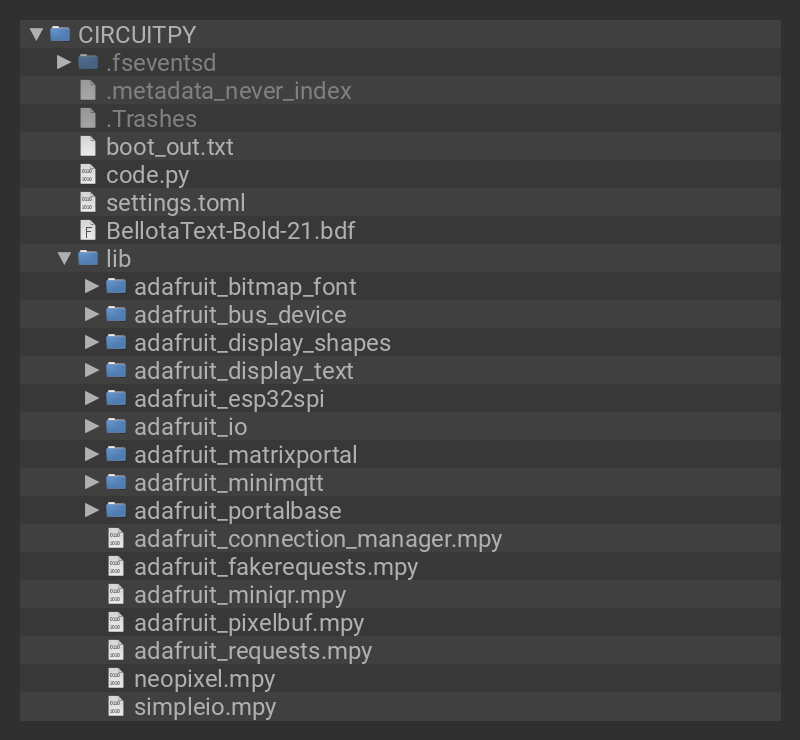 CIRCUITPY
.fseventsd
.metadata_never_index
.Trashes
boot_out.txt
code.py
settings.toml
BellotaText-Bold-21.bdf
lib
adafruit_bitmap_font
adafruit_bus_device
adafruit_display_shapes
adafruit_display_text
adafruit_esp32spi
adafruit_io
adafruit_matrixportal
adafruit_minimqtt
adafruit_portalbase
adafruit_connection_manager.mpy
adafruit_fakerequests.mpy
adafruit_miniqr.mpy
adafruit_pixelbuf.mpy
adafruit_requests.mpy
neopixel.mpy
simpleio.mpy